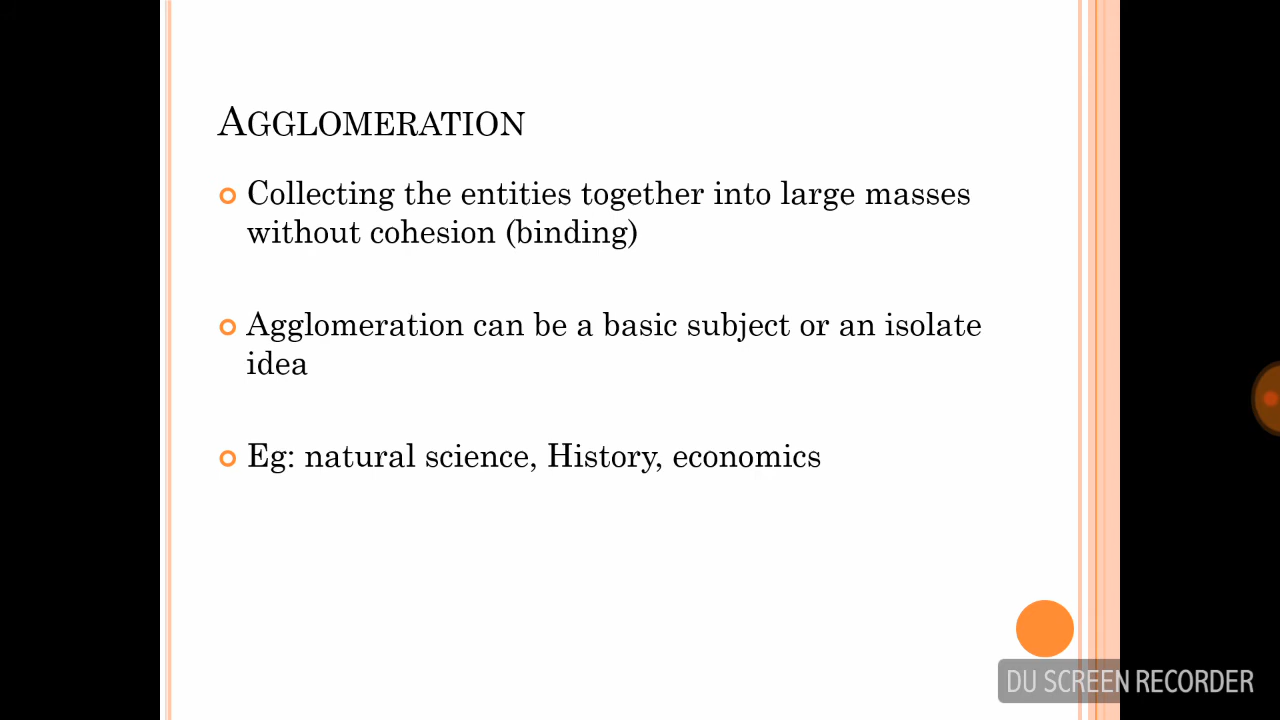 AGGLOMERATION
Collecting the entities together into large masses
without cohesion (binding)
Agglomeration can be a basic subject or an isolate
idea
Eg: natural science, History, economics
DU SCREEN RECORDER